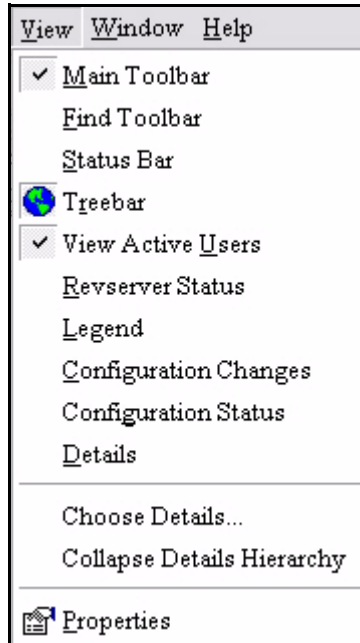 View Window Help
Main Toolbar
Find Toolbar
Status Bar
Treebar
View Active Users
Revserver Status
Legend
Configuration Changes
Configuration Status
Details
Choose Details...
Collapse Details Hierarchy
Properties